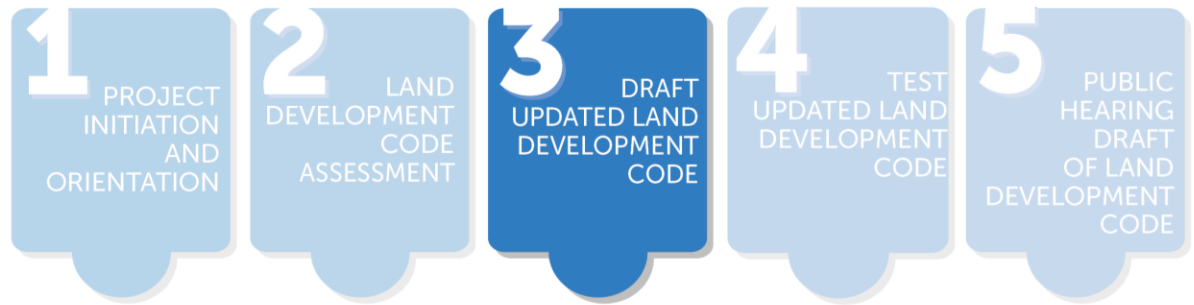 1
PROJECT
INITIATION
AND
ORIENTATION
2
LAND
DEVELOPMENT
CODE
ASSESSMENT
3
DRAFT
UPDATED LAND
DEVELOPMENT
CODE
4
TEST
UPDATED LAND
DEVELOPMENT
CODE
5
PUBLIC
HEARING
DRAFT
OF LAND
DEVELOPMENT
CODE